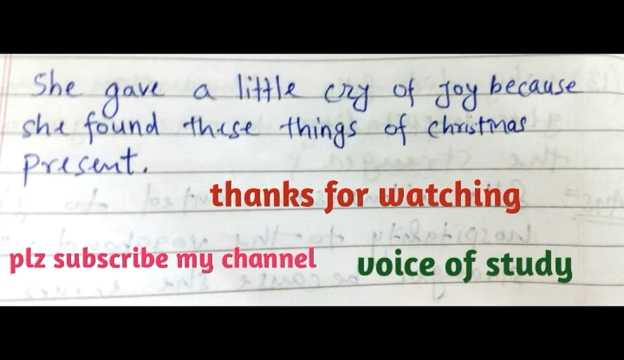 She gave a little cry of joy because
she found these things of christmas
present.
thanks for watching
plz subscribe my channel
voice of study